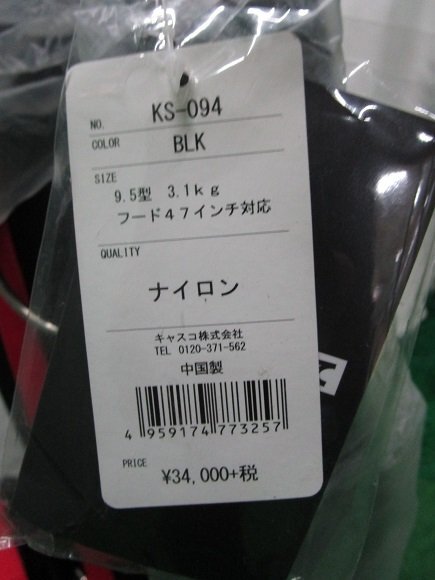 NO. KS-094
COLOR BLK
SIZE
9.5型 3.1kg
フード47インチ対応
QUALITY
ナイロン
キャスコ株式会社
TEL 0120-371-562
中国製
4 959174 773257
PRICE
¥34,000+税